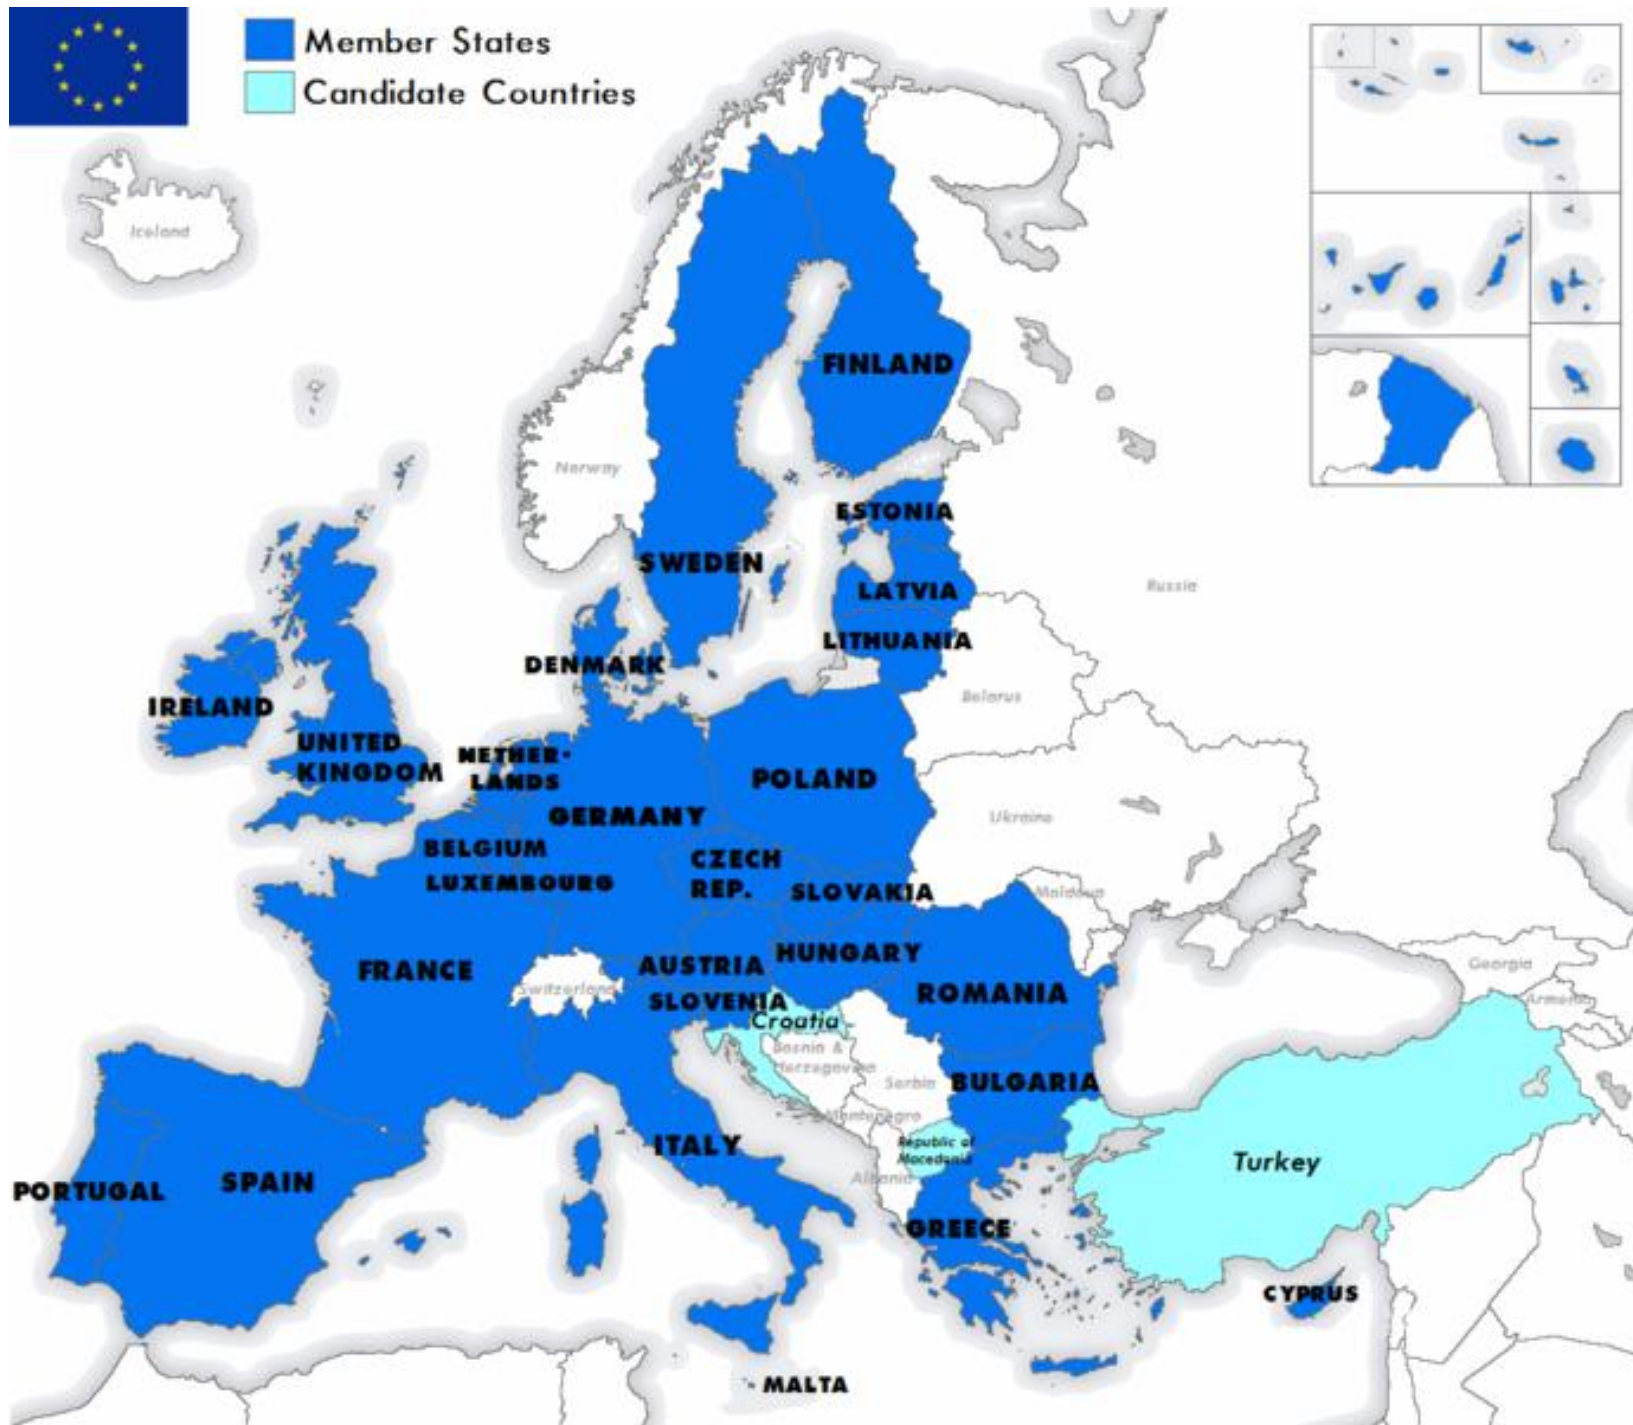 Member States
Candidate Countries
Iceland
FINLAND
Norway
ESTONIA
SWEDEN
LATVIA
Russia
LITHUANIA
DENMARK
Belarus
IRELAND
UNITED
KINGDOM
NETHER-
LANDS
POLAND
GERMANY
Ukraine
BELGIUM
CZECH
REP.
LUXEMBOURG
SLOVAKIA
Moldova
HUNGARY
AUSTRIA
FRANCE
Switzerland
Georgia
ROMANIA
SLOVENIA
Armenia
Croatia
Bosnia &
Herzegovina
Serbia
BULGARIA
Montenegro
Republic of
Macedonia
ITALY
Turkey
Albania
SPAIN
PORTUGAL
GREECE
CYPRUS
MALTA